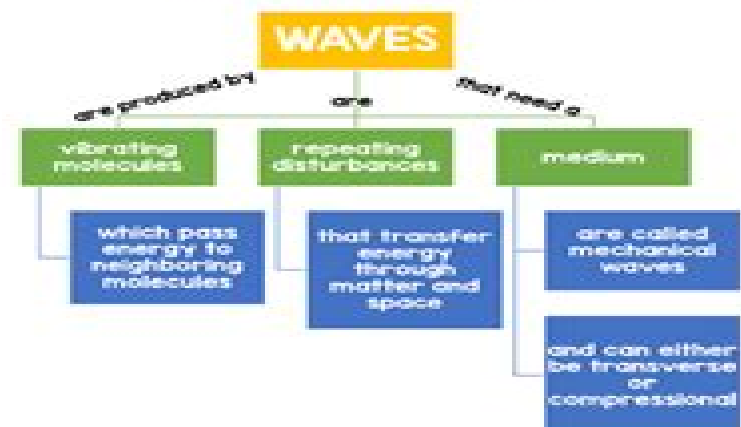 WAVES
are produced by
are
that need a
vibrating
molecules
repeating
disturbances
medium
which pass
energy to
neighboring
molecules
that transfer
energy
through
matter and
space
are called
mechanical
waves
and can either
be transverse
or
compressional